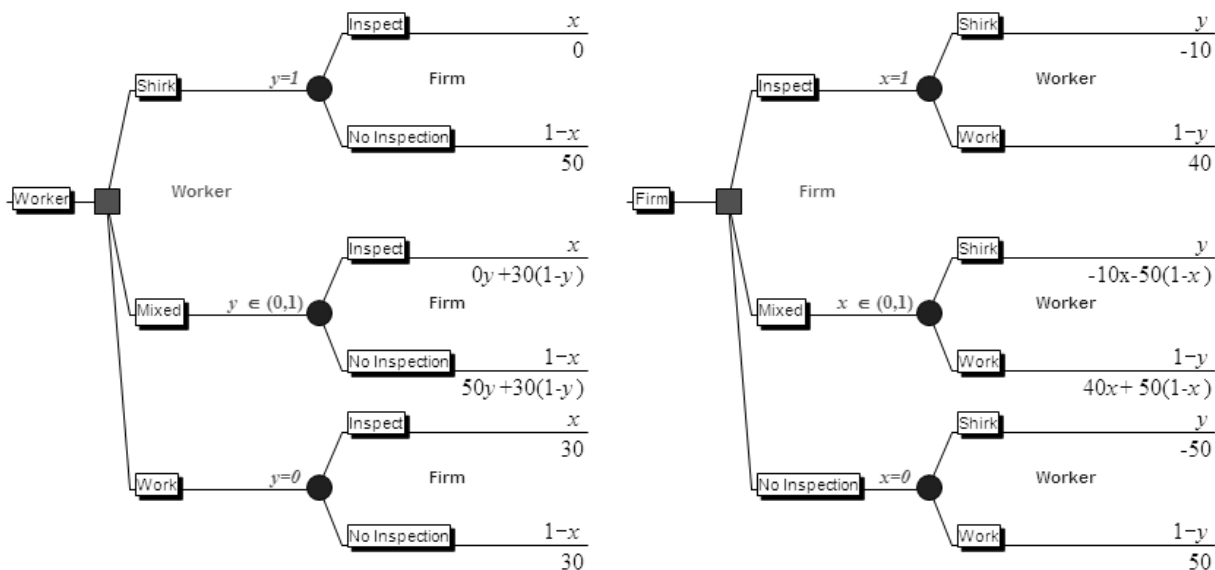 Inspect
x
0
Shirk
y=1
Firm
No Inspection
1−x
50
Worker
Worker
Inspect
x
0y+30(1-y)
Mixed
y ∈ (0,1)
Firm
No Inspection
1−x
50y+30(1-y)
Inspect
x
30
Work
y=0
Firm
No Inspection
1−x
30
Shirk
y
-10
Inspect
x=1
Worker
Work
1−y
40
Firm
Firm
Shirk
y
-10x-50(1-x)
Mixed
x ∈ (0,1)
Worker
Work
1−y
40x+ 50(1-x)
Shirk
y
-50
No Inspection
x=0
Worker
Work
1−y
50